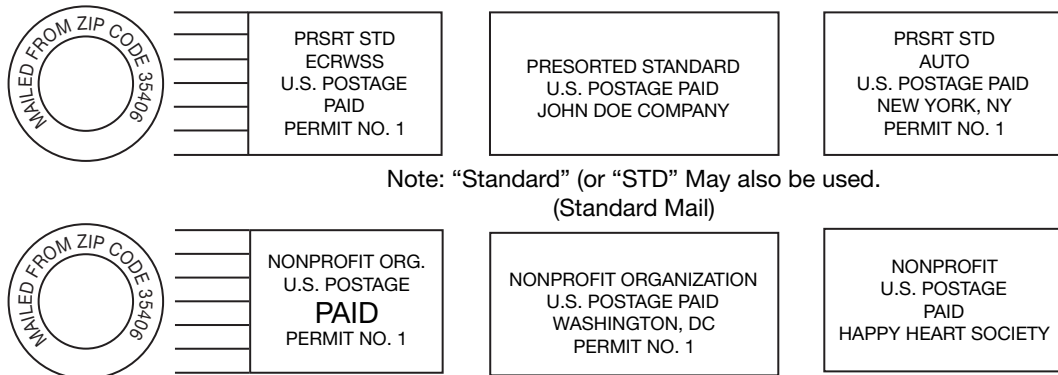 MAILED FROM ZIP CODE 35406
PRSRT STD
ECRWSS
U.S. POSTAGE
PAID
PERMIT NO. 1
PRESORTED STANDARD
U.S. POSTAGE PAID
JOHN DOE COMPANY
PRSRT STD
AUTO
U.S. POSTAGE PAID
NEW YORK, NY
PERMIT NO. 1
Note: “Standard” (or “STD” May also be used.
(Standard Mail)
MAILED FROM ZIP CODE 35406
NONPROFIT ORG.
U.S. POSTAGE
PAID
PERMIT NO. 1
NONPROFIT ORGANIZATION
U.S. POSTAGE PAID
WASHINGTON, DC
PERMIT NO. 1
NONPROFIT
U.S. POSTAGE
PAID
HAPPY HEART SOCIETY